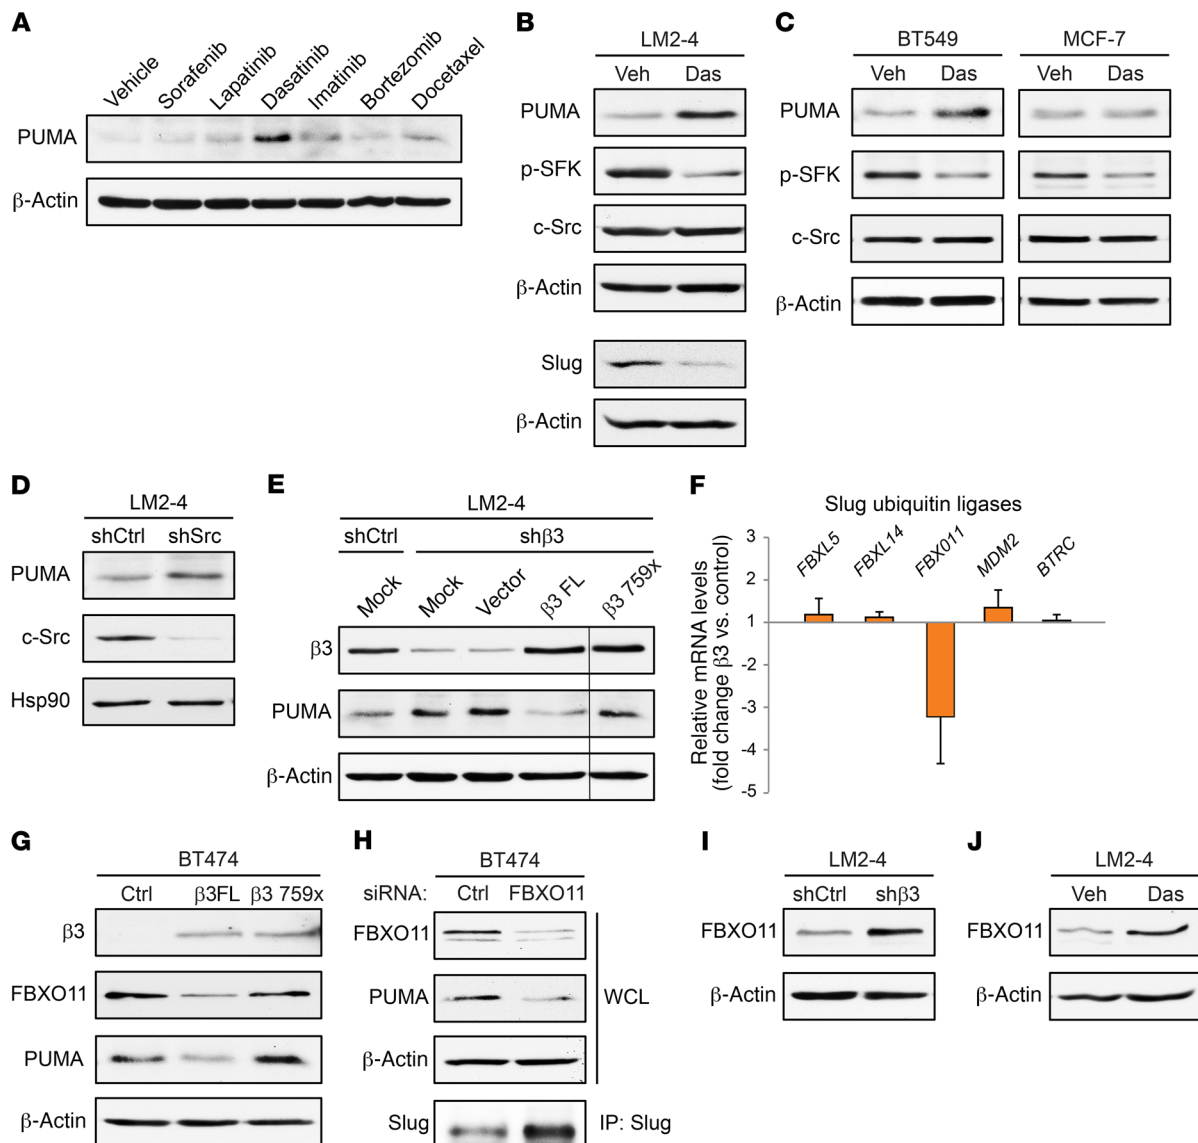 A
Vehicle
Sorafenib
Lapatinib
Dasatinib
Imatinib
Bortezomib
Docetaxel
PUMA
β-Actin
B
LM2-4
Veh Das
PUMA
p-SFK
c-Src
β-Actin
Slug
β-Actin
C
BT549 MCF-7
Veh Das Veh Das
PUMA
p-SFK
c-Src
β-Actin
D
LM2-4
shCtrl shSrc
PUMA
c-Src
Hsp90
E
LM2-4
shCtrl shβ3
Mock Mock Vector β3 FL β3 759x
β3
PUMA
β-Actin
F
Slug ubiquitin ligases
Relative mRNA levels
(fold change β3 vs. control)
3
2
1
-2
-3
-4
-5
FBXL5 FBXL14 FBX011 MDM2 BTRC
G
BT474
Ctrl β3FL β3 759x
β3
FBXO11
PUMA
β-Actin
H
BT474
siRNA: Ctrl FBXO11
FBXO11
PUMA
WCL
β-Actin
Slug
IP: Slug
I
LM2-4
shCtrl shβ3
FBXO11
β-Actin
J
LM2-4
Veh Das
FBXO11
β-Actin